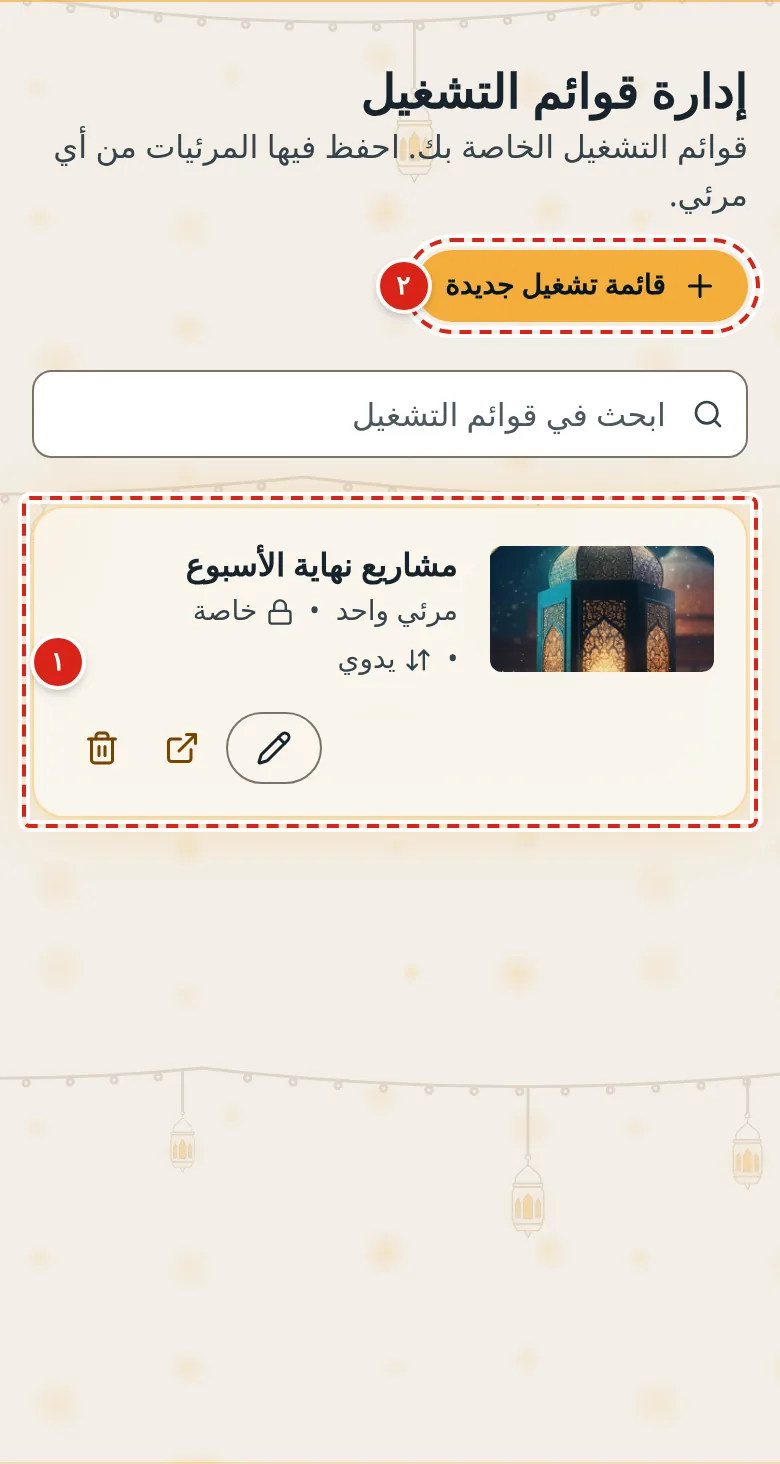 إدارة قوائم التشغيل
قوائم التشغيل الخاصة بك. احفظ فيها المرئيات من أي
مرئي.
قائمة تشغيل جديدة
٢
ابحث في قوائم التشغيل
مشاريع نهاية الأسبوع
مرئي واحد • خاصة
• يدوي
١